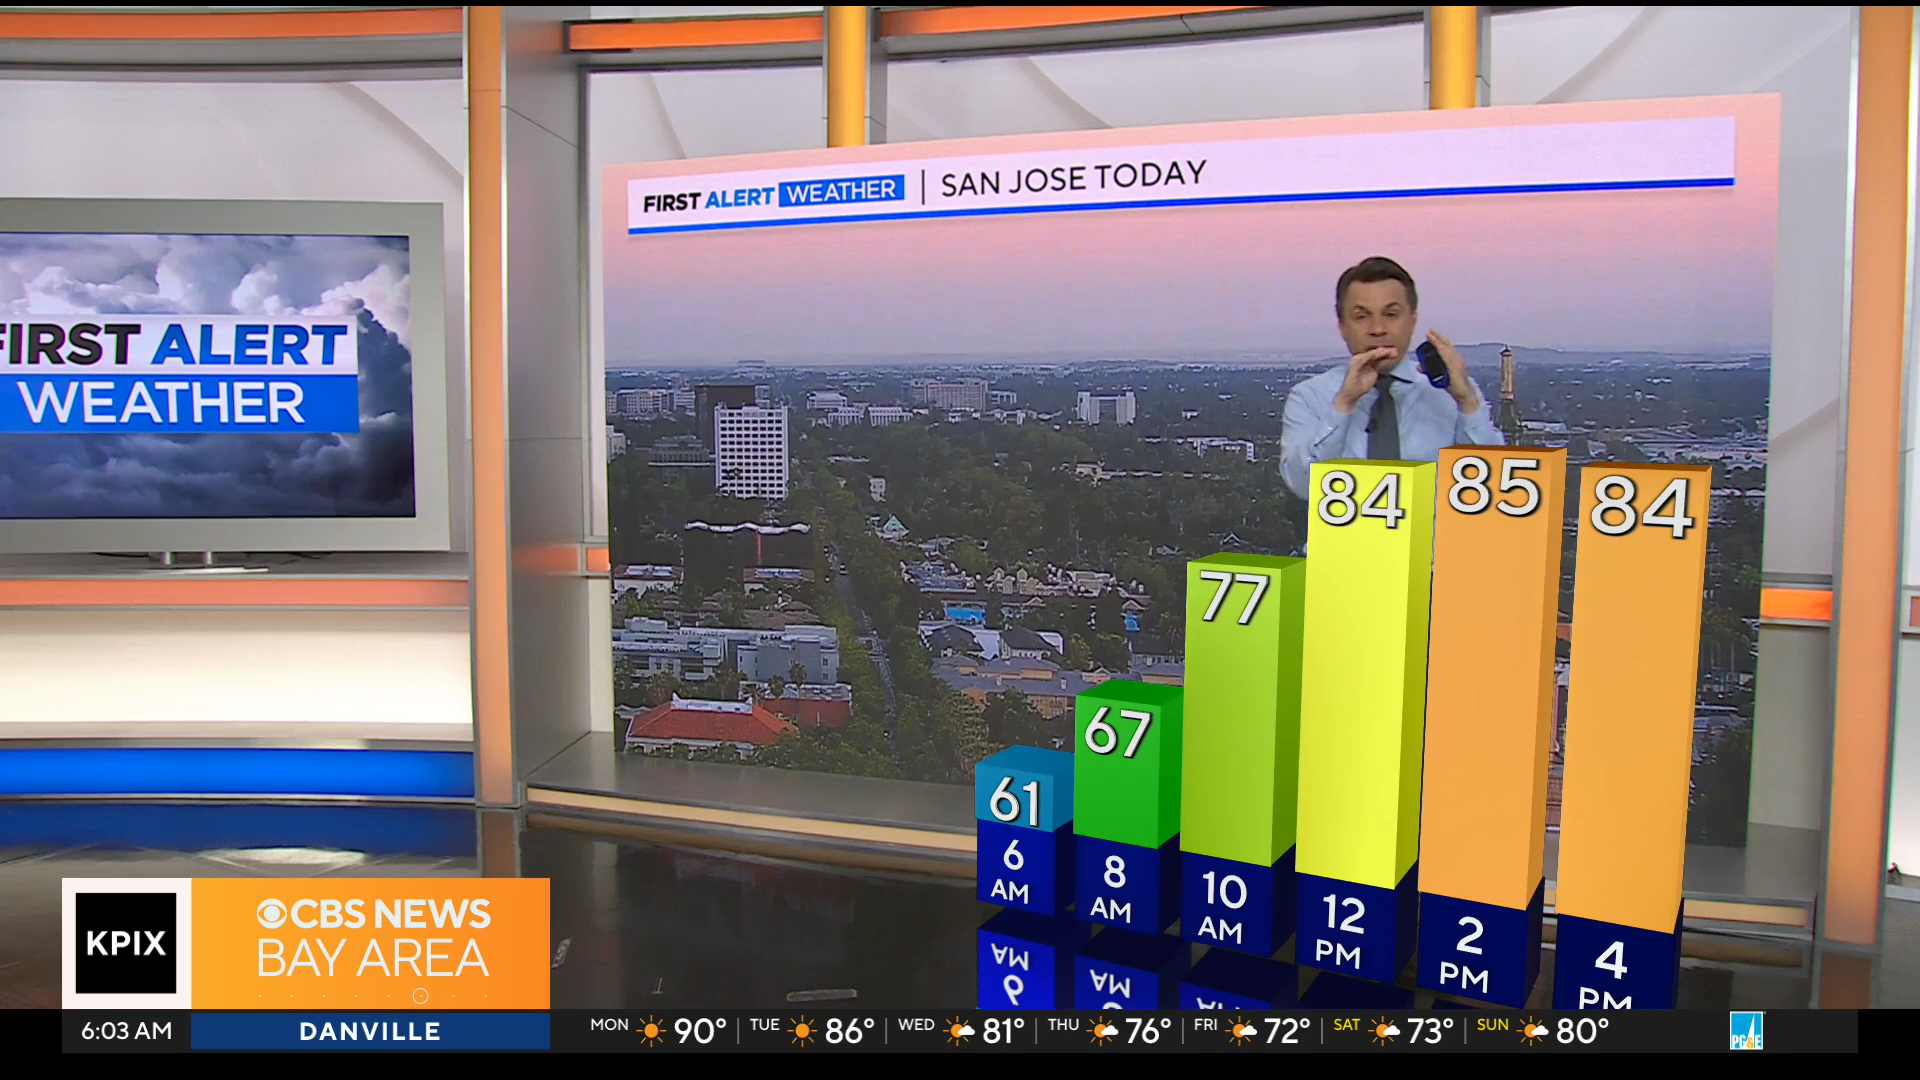 FIRST ALERT WEATHER | SAN JOSE TODAY
FIRST ALERT
WEATHER
61
67
77
84
85
84
6
AM
8
AM
10
AM
12
PM
2
PM
4
PM
KPIX
CBS NEWS
BAY AREA
6:03 AM
DANVILLE
MON 90° | TUE 86° | WED 81° | THU 76° | FRI 72° | SAT 73° | SUN 80°
PG&E